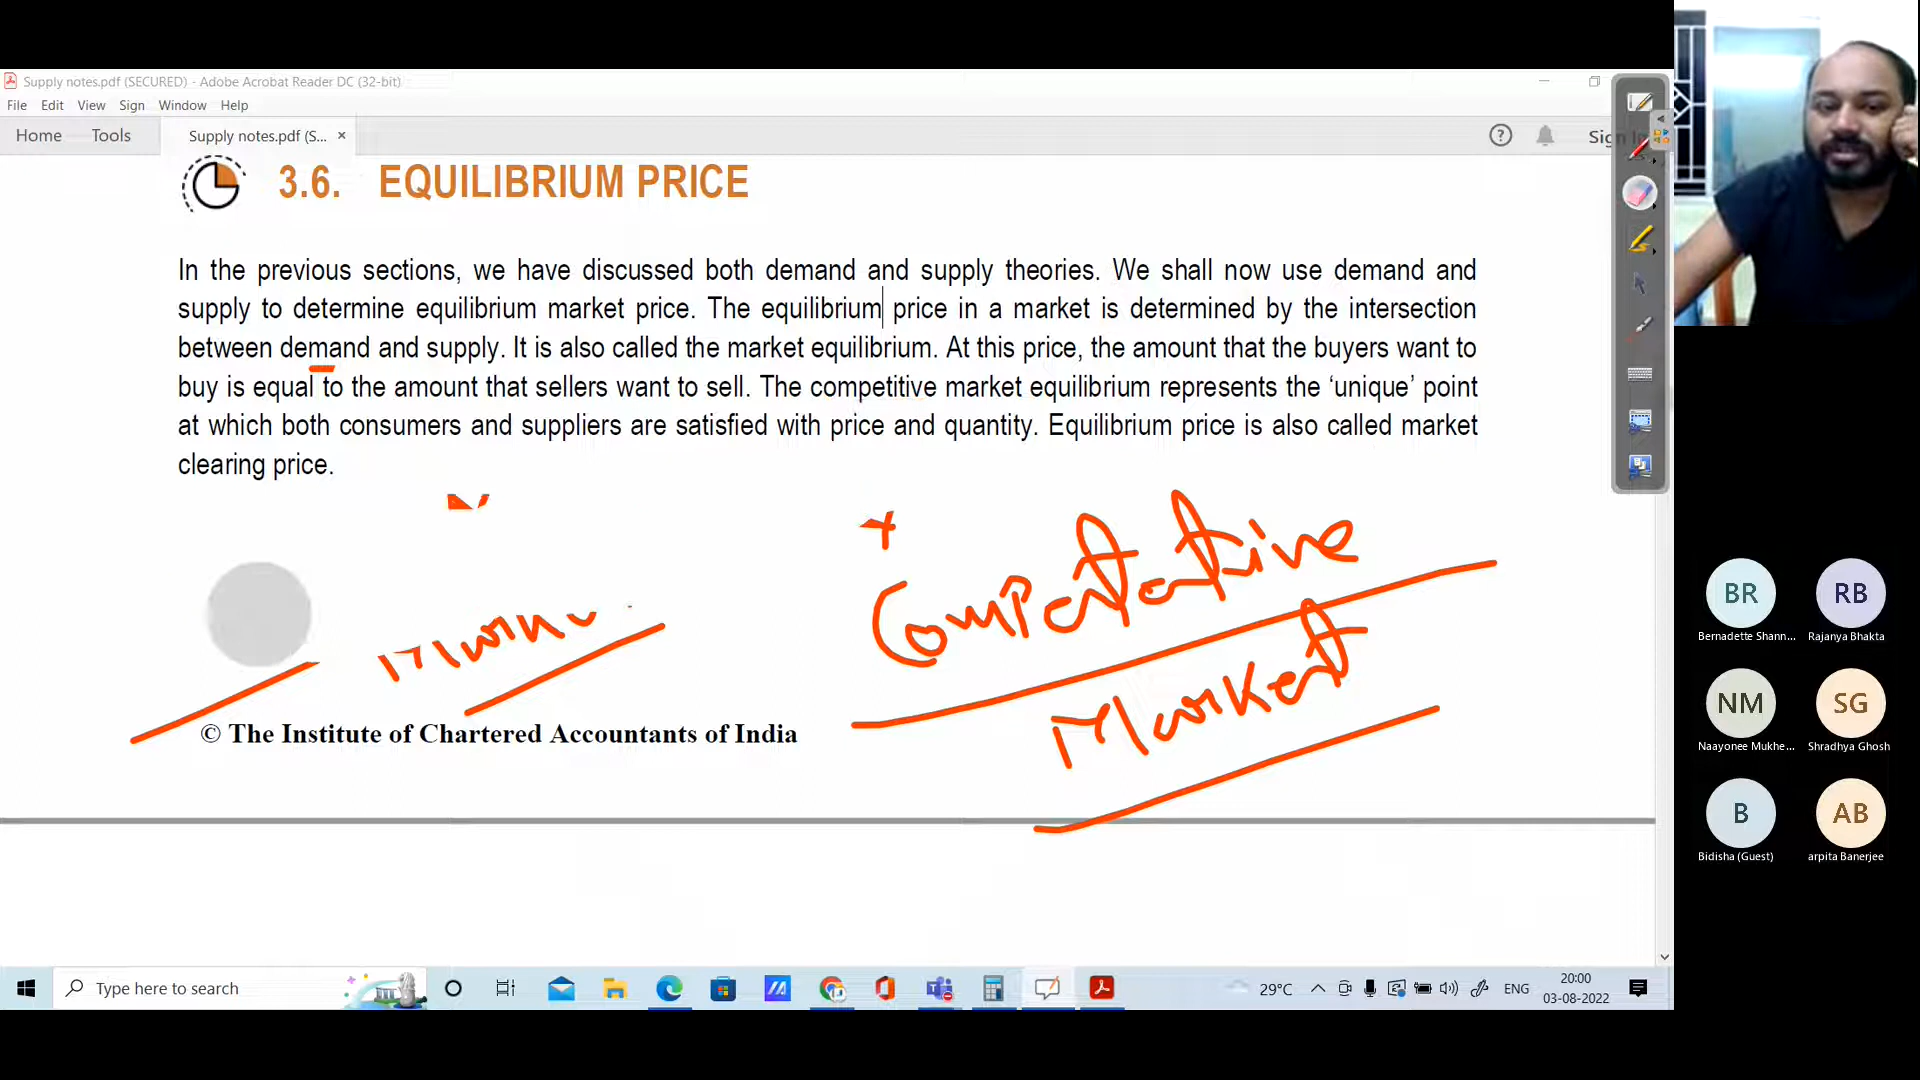 Supply notes.pdf (SECURED) - Adobe Acrobat Reader DC (32-bit)
File Edit View Sign Window Help
Home Tools Supply notes.pdf (S... × Sign In
3.6. EQUILIBRIUM PRICE
In the previous sections, we have discussed both demand and supply theories. We shall now use demand and
supply to determine equilibrium market price. The equilibrium price in a market is determined by the intersection
between demand and supply. It is also called the market equilibrium. At this price, the amount that the buyers want to
buy is equal to the amount that sellers want to sell. The competitive market equilibrium represents the ‘unique’ point
at which both consumers and suppliers are satisfied with price and quantity. Equilibrium price is also called market
clearing price.
Competative
Market
© The Institute of Chartered Accountants of India
BR RB
Bernadette Shann... Rajanya Bhakta
NM SG
Naayonee Mukhe... Shradhya Ghosh
B AB
Bidisha (Guest) arpita Banerjee
Type here to search 29°C ENG 20:00
03-08-2022